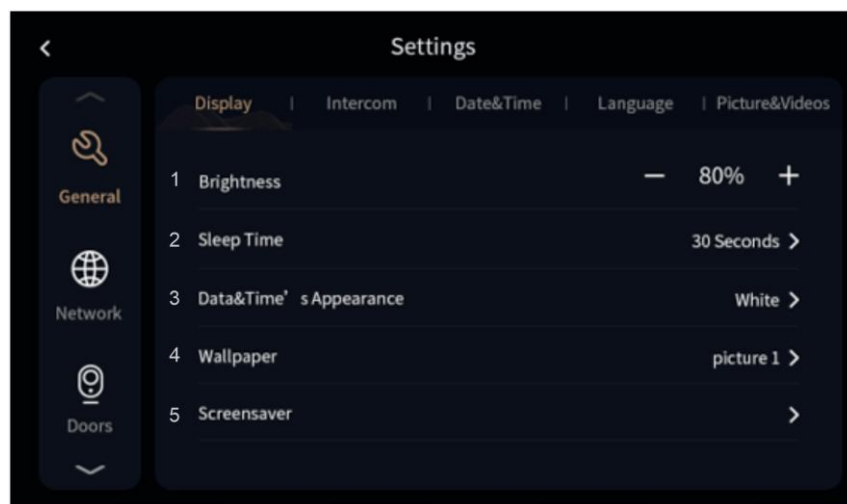 Settings
Display | Intercom | Date&Time | Language | Picture&Videos
General
1 Brightness − 80% +
2 Sleep Time 30 Seconds >
Network
3 Data&Time’s Appearance White >
4 Wallpaper picture 1 >
Doors
5 Screensaver >